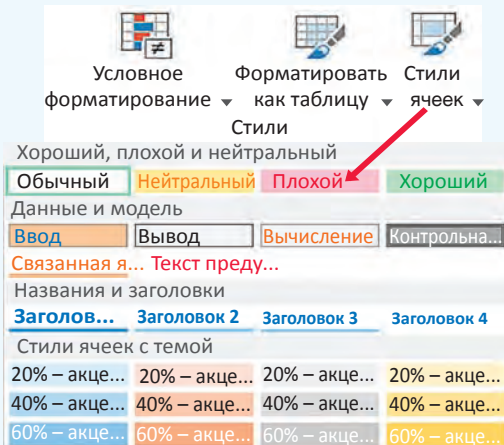 Условное форматирование
Форматировать как таблицу
Стили ячеек
Стили
Хороший, плохой и нейтральный
Обычный Нейтральный Плохой Хороший
Данные и модель
Ввод Вывод Вычисление Контрольна...
Связанная я... Текст преду...
Названия и заголовки
Заголов... Заголовок 2 Заголовок 3 Заголовок 4
Стили ячеек с темой
20% – акце... 20% – акце... 20% – акце... 20% – акце...
40% – акце... 40% – акце... 40% – акце... 40% – акце...
60% – акце... 60% – акце... 60% – акце... 60% – акце...